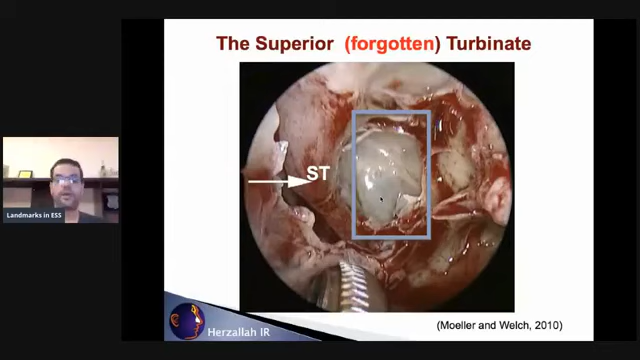 The Superior (forgotten) Turbinate
ST
Landmarks in ESS
Herzallah IR
(Moeller and Welch, 2010)